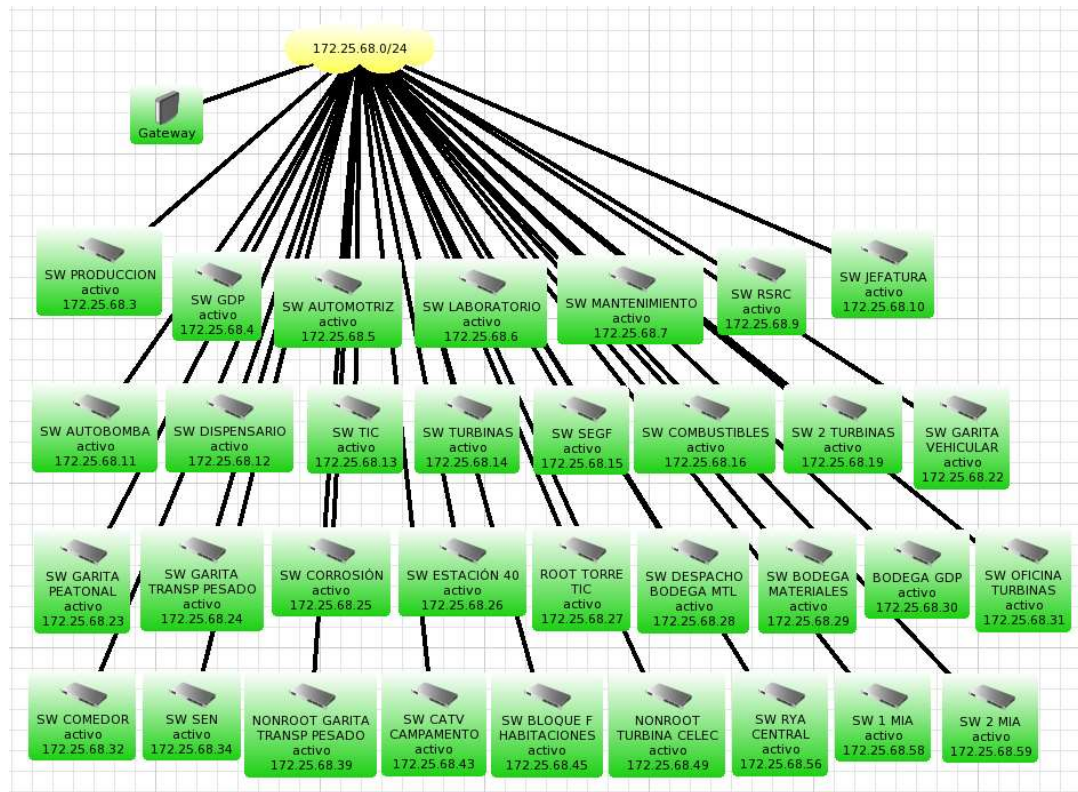 172.25.68.0/24
Gateway
SW PRODUCCION
activo
172.25.68.3
SW GDP
activo
172.25.68.4
SW AUTOMOTRIZ
activo
172.25.68.5
SW LABORATORIO
activo
172.25.68.6
SW MANTENIMIENTO
activo
172.25.68.7
SW RSRC
activo
172.25.68.9
SW JEFATURA
activo
172.25.68.10
SW AUTOBOMBA
activo
172.25.68.11
SW DISPENSARIO
activo
172.25.68.12
SW TIC
activo
172.25.68.13
SW TURBINAS
activo
172.25.68.14
SW SEGF
activo
172.25.68.15
SW COMBUSTIBLES
activo
172.25.68.16
SW 2 TURBINAS
activo
172.25.68.19
SW GARITA
VEHICULAR
activo
172.25.68.22
SW GARITA
PEATONAL
activo
172.25.68.23
SW GARITA
TRANSP PESADO
activo
172.25.68.24
SW CORROSIÓN
activo
172.25.68.25
SW ESTACIÓN 40
activo
172.25.68.26
ROOT TORRE
TIC
activo
172.25.68.27
SW DESPACHO
BODEGA MTL
activo
172.25.68.28
SW BODEGA
MATERIALES
activo
172.25.68.29
BODEGA GDP
activo
172.25.68.30
SW OFICINA
TURBINAS
activo
172.25.68.31
SW COMEDOR
activo
172.25.68.32
SW SEN
activo
172.25.68.34
NONROOT GARITA
TRANSP PESADO
activo
172.25.68.39
SW CATV
CAMPAMENTO
activo
172.25.68.43
SW BLOQUE F
HABITACIONES
activo
172.25.68.45
NONROOT
TURBINA CELEC
activo
172.25.68.49
SW RYA
CENTRAL
activo
172.25.68.56
SW 1 MIA
activo
172.25.68.58
SW 2 MIA
activo
172.25.68.59